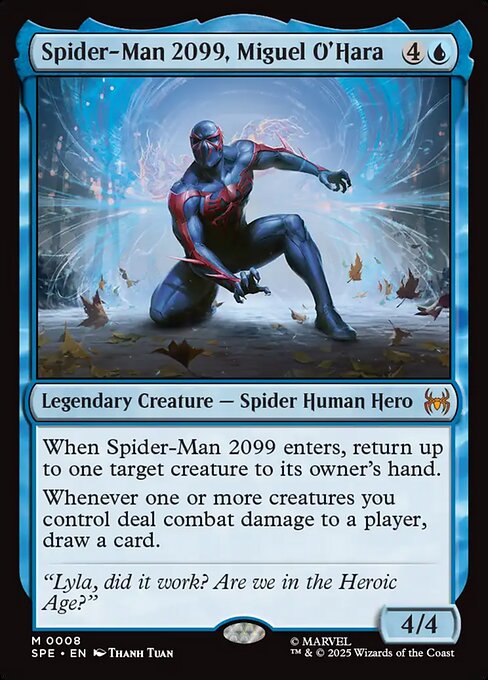 Spider-Man 2099, Miguel O'Hara 4
Legendary Creature — Spider Human Hero
When Spider-Man 2099 enters, return up
to one target creature to its owner's hand.
Whenever one or more creatures you
control deal combat damage to a player,
draw a card.
"Lyla, did it work? Are we in the Heroic
Age?"
4/4
M 0008
SPE • EN Thanh Tuan
© MARVEL
™ & © 2025 Wizards of the Coast